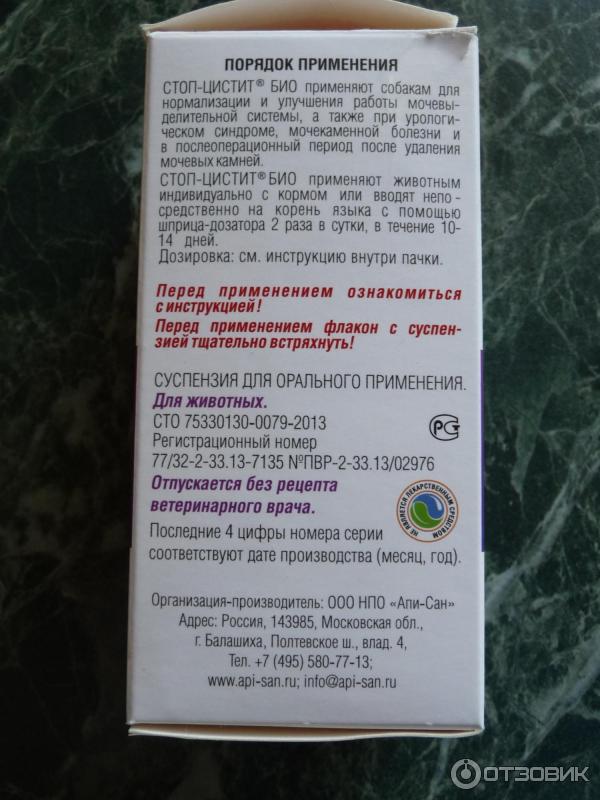 ПОРЯДОК ПРИМЕНЕНИЯ
СТОП-ЦИСТИТ® БИО применяют собакам для
нормализации и улучшения работы мочевы-
делительной системы, а также при урологи-
ческом синдроме, мочекаменной болезни и
в послеоперационный период после удаления
мочевых камней.
СТОП-ЦИСТИТ® БИО применяют животным
индивидуально с кормом или вводят непо-
средственно на корень языка с помощью
шприца-дозатора 2 раза в сутки, в течение 10-
14 дней.
Дозировка: см. инструкцию внутри пачки.
Перед применением ознакомиться
с инструкцией!
Перед применением флакон с суспен-
зией тщательно встряхнуть!
СУСПЕНЗИЯ ДЛЯ ОРАЛЬНОГО ПРИМЕНЕНИЯ.
Для животных.
СТО 75330130-0079-2013
Регистрационный номер
77/32-2-33.13-7135 №ПВР-2-33.13/02976
Отпускается без рецепта
ветеринарного врача.
НЕ ЯВЛЯЕТСЯ ЛЕКАРСТВЕННЫМ СРЕДСТВОМ
Последние 4 цифры номера серии
соответствуют дате производства (месяц, год).
Организация-производитель: ООО НПО «Апи-Сан»
Адрес: Россия, 143985, Московская обл.,
г. Балашиха, Полтевское ш., влад. 4,
Тел. +7 (495) 580-77-13;
www.api-san.ru; info@api-san.ru
ОТЗОВИК